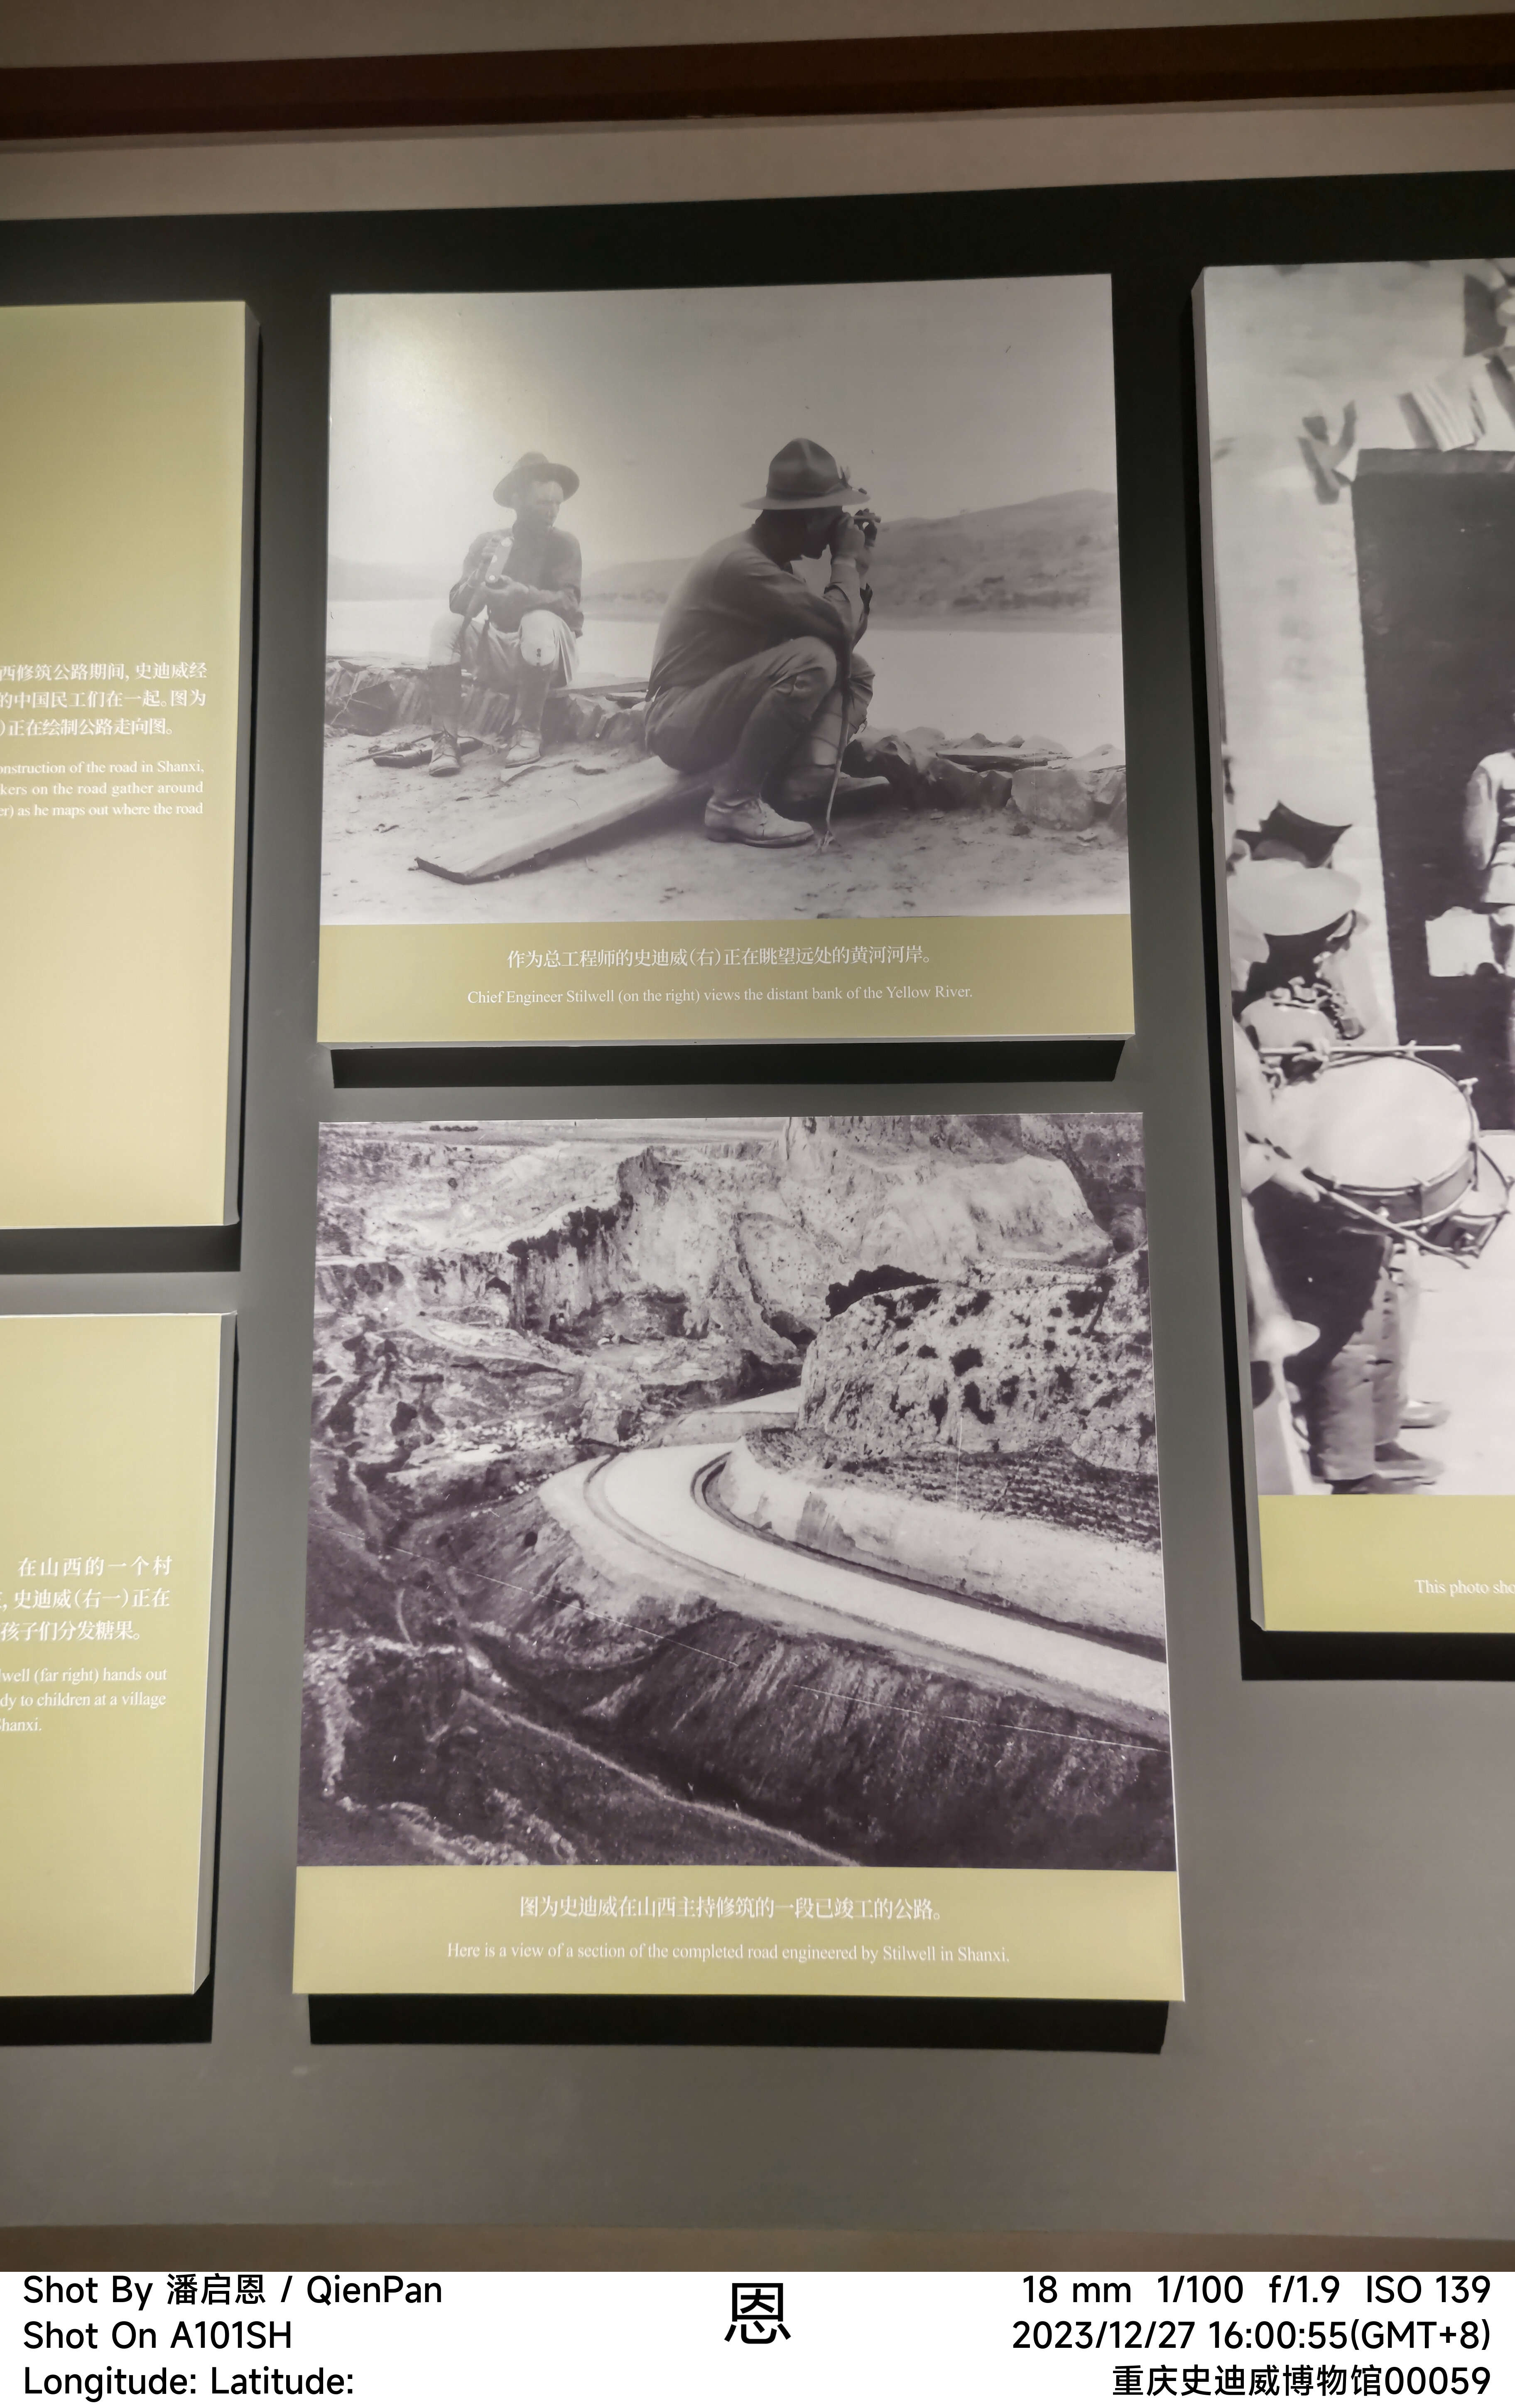 西修筑公路期间，史迪威经
的中国民工们在一起。图为
）正在绘制公路走向图。
onstruction of the road in Shanxi,
kers on the road gather around
er) as he maps out where the road
在山西的一个村
，史迪威（右一）正在
孩子们分发糖果。
well (far right) hands out
dy to children at a village
hanxi.
作为总工程师的史迪威（右）正在眺望远处的黄河河岸。
Chief Engineer Stilwell (on the right) views the distant bank of the Yellow River.
图为史迪威在山西主持修筑的一段已竣工的公路。
Here is a view of a section of the completed road engineered by Stilwell in Shanxi.
This photo sho
Shot By 潘启恩 / QienPan
Shot On A101SH
Longitude: Latitude:
恩
18 mm 1/100 f/1.9 ISO 139
2023/12/27 16:00:55(GMT+8)
重庆史迪威博物馆00059